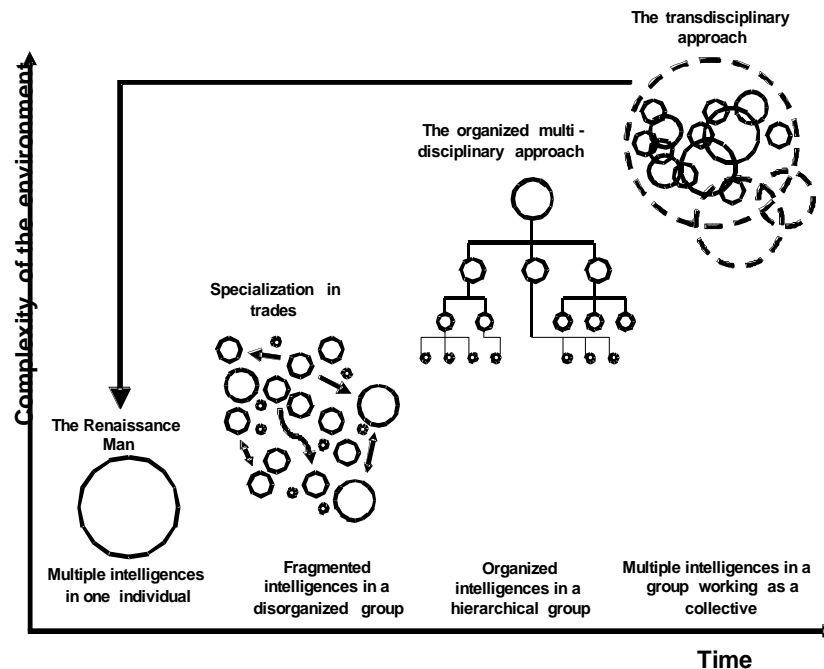 The transdisciplinary
approach
Complexity of the environment
The organized multi -
disciplinary approach
Specialization in
trades
The Renaissance
Man
Multiple intelligences
in one individual
Fragmented
intelligences in a
disorganized group
Organized
intelligences in a
hierarchical group
Multiple intelligences in a
group working as a
collective
Time